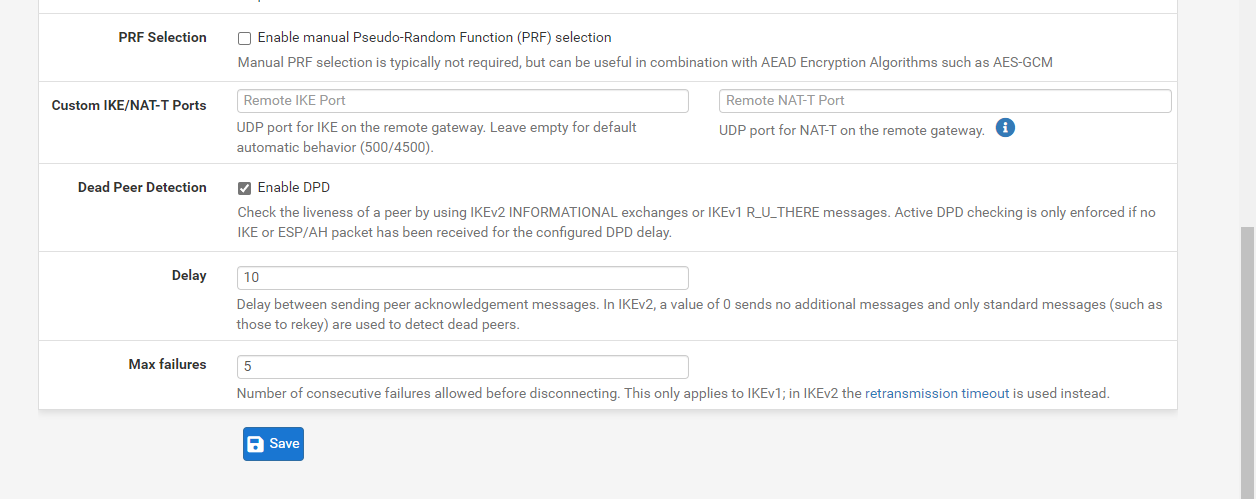 PRF Selection
Enable manual Pseudo-Random Function (PRF) selection
Manual PRF selection is typically not required, but can be useful in combination with AEAD Encryption Algorithms such as AES-GCM
Custom IKE/NAT-T Ports
Remote IKE Port
UDP port for IKE on the remote gateway. Leave empty for default
automatic behavior (500/4500).
Remote NAT-T Port
UDP port for NAT-T on the remote gateway.
Dead Peer Detection
Enable DPD
Check the liveness of a peer by using IKEv2 INFORMATIONAL exchanges or IKEv1 R_U_THERE messages. Active DPD checking is only enforced if no
IKE or ESP/AH packet has been received for the configured DPD delay.
Delay
10
Delay between sending peer acknowledgement messages. In IKEv2, a value of 0 sends no additional messages and only standard messages (such as
those to rekey) are used to detect dead peers.
Max failures
5
Number of consecutive failures allowed before disconnecting. This only applies to IKEv1; in IKEv2 the retransmission timeout is used instead.
Save